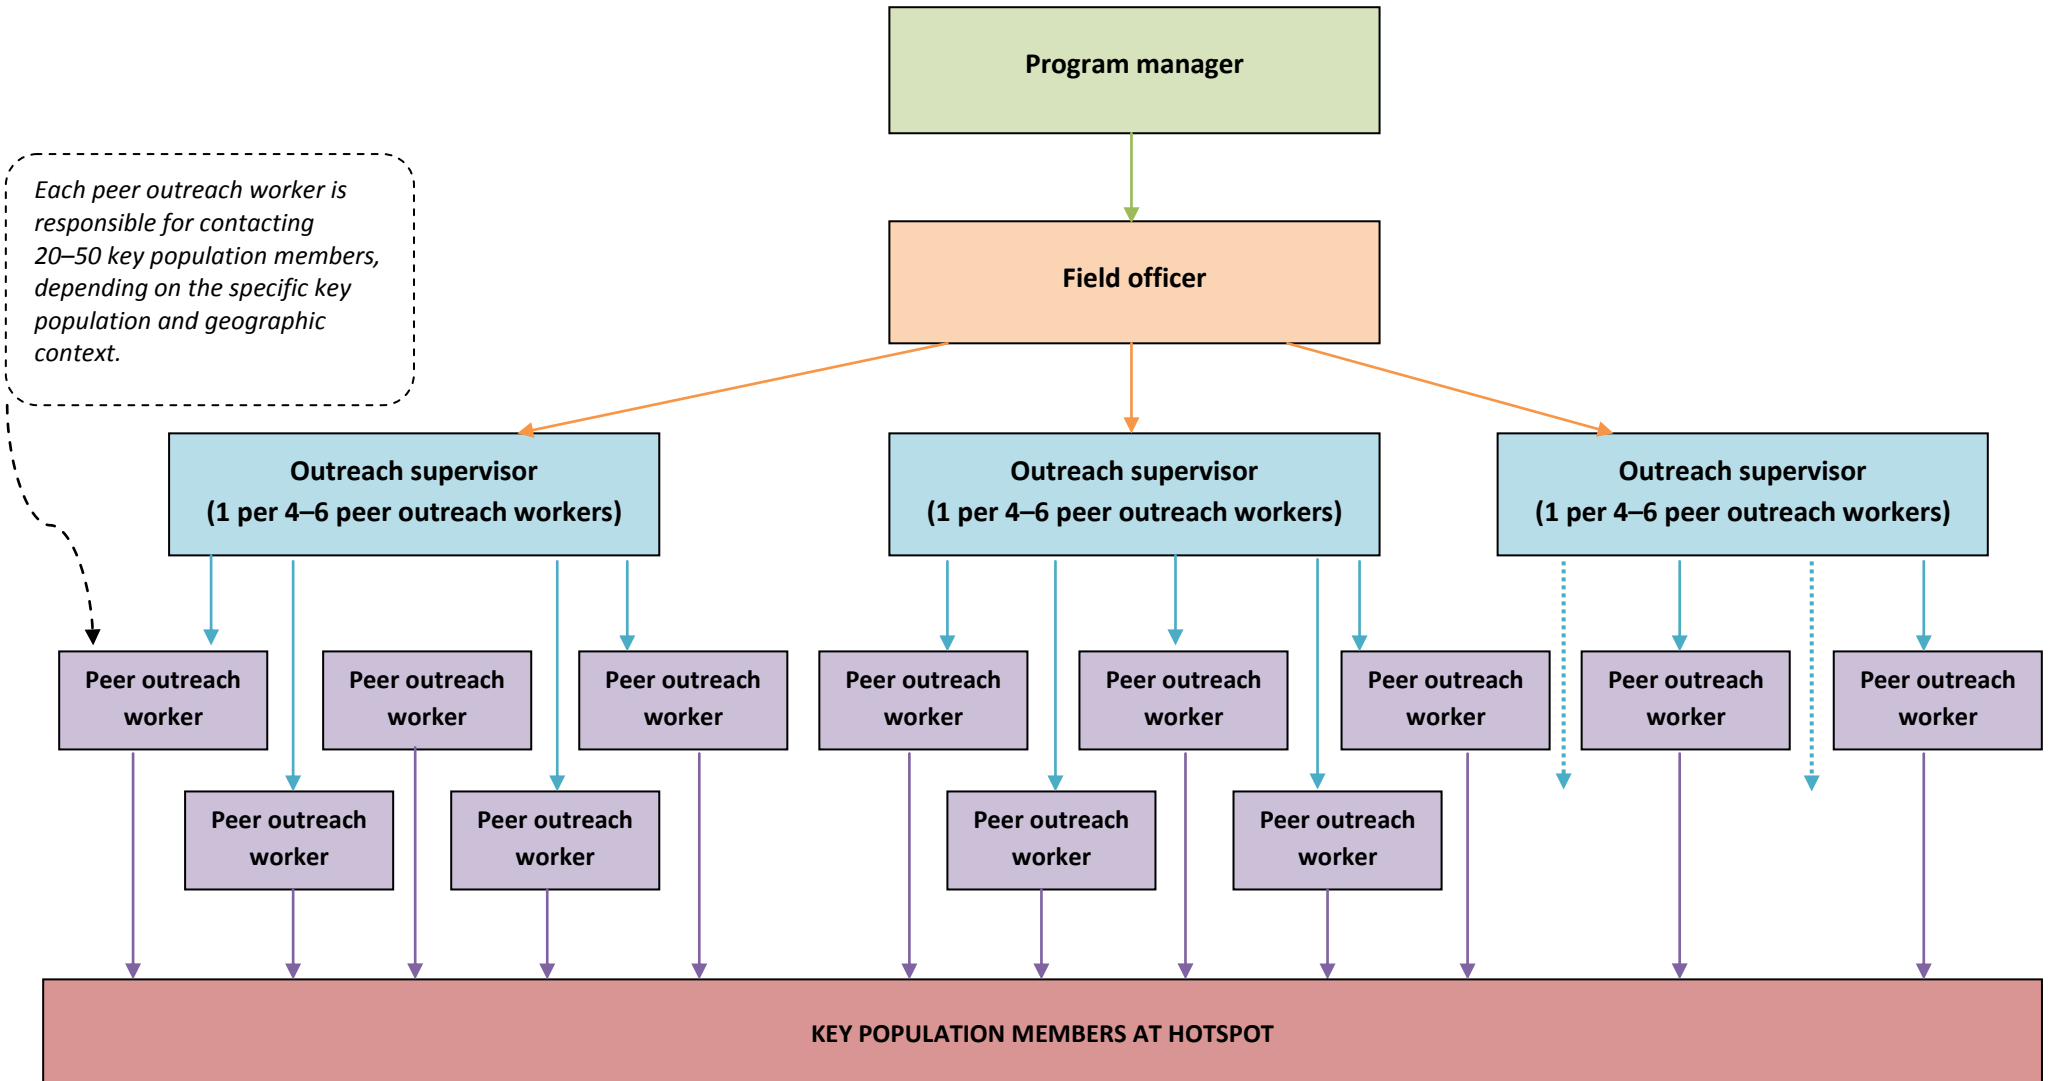 Program manager
Each peer outreach worker is
responsible for contacting
20–50 key population members,
depending on the specific key
population and geographic
context.
Field officer
Outreach supervisor
(1 per 4–6 peer outreach workers)
Outreach supervisor
(1 per 4–6 peer outreach workers)
Outreach supervisor
(1 per 4–6 peer outreach workers)
Peer outreach
worker
Peer outreach
worker
Peer outreach
worker
Peer outreach
worker
Peer outreach
worker
Peer outreach
worker
Peer outreach
worker
Peer outreach
worker
Peer outreach
worker
Peer outreach
worker
Peer outreach
worker
Peer outreach
worker
KEY POPULATION MEMBERS AT HOTSPOT